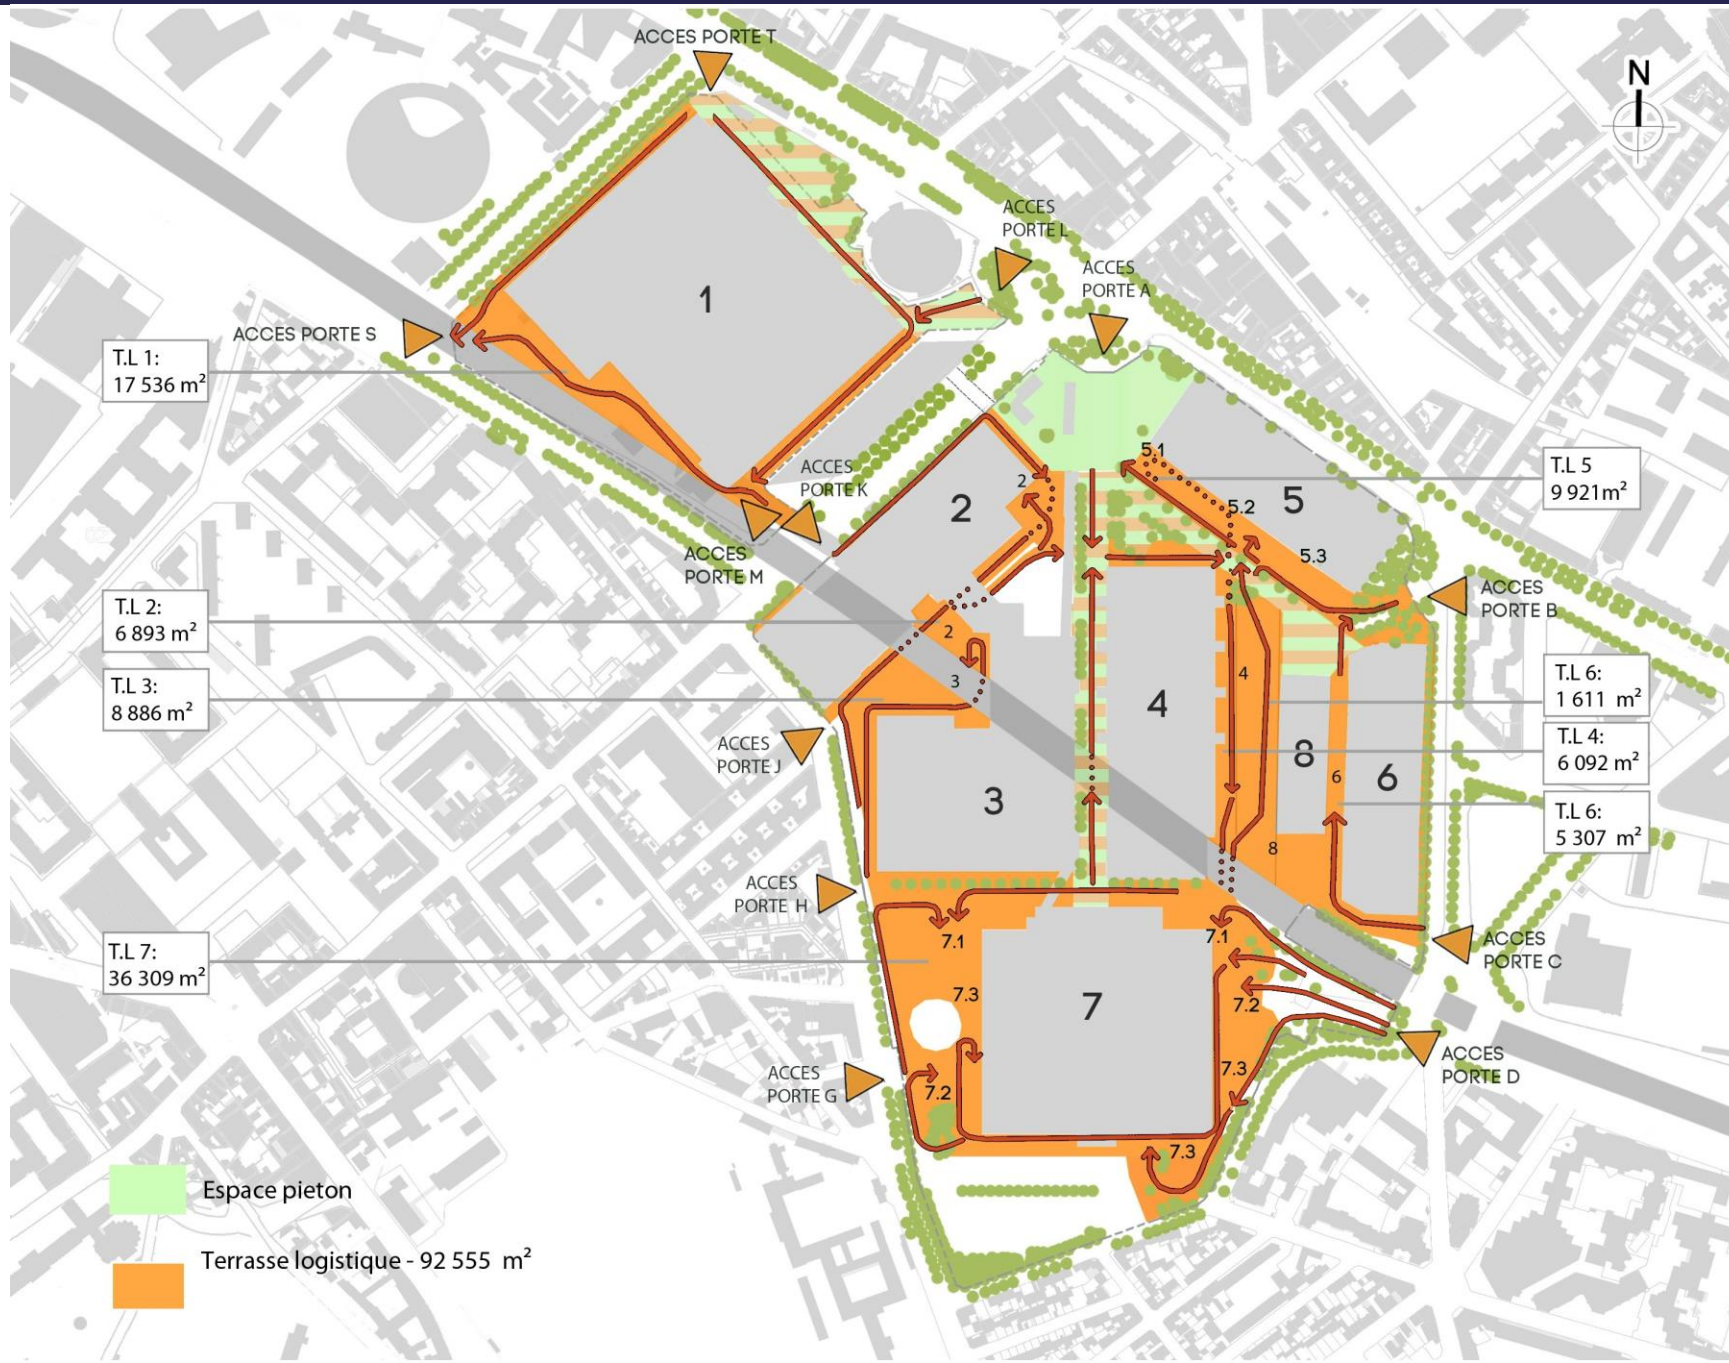 ACCES PORTE T
N
ACCES
PORTE L
ACCES
PORTE A
1
ACCES PORTE S
T.L 1:
17 536 m²
ACCES
PORTE K
2
2
5.1
5.2
5
5.3
T.L 5
9 921m²
ACCES
PORTE M
ACCES
PORTE B
T.L 2:
6 893 m²
2
3
4
4
T.L 3:
8 886 m²
T.L 6:
1 611 m²
ACCES
PORTE J
8
6
6
T.L 4:
6 092 m²
3
8
T.L 6:
5 307 m²
ACCES
PORTE H
7.1
7.1
ACCES
PORTE C
T.L 7:
36 309 m²
7.3
7
7.2
ACCES
PORTE D
ACCES
PORTE G
7.2
7.3
7.3
Espace pieton
Terrasse logistique - 92 555 m²